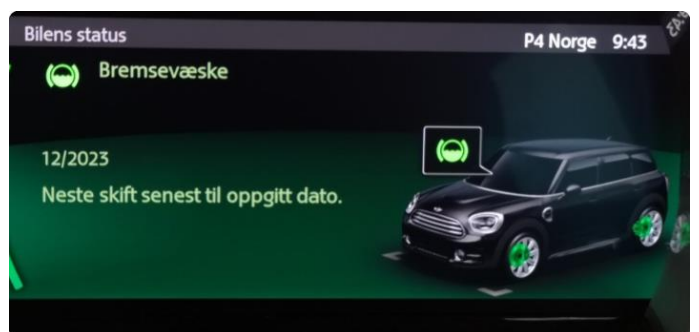 Bilens status
P4 Norge 9:43
Bremsevæske
12/2023
Neste skift senest til oppgitt dato.